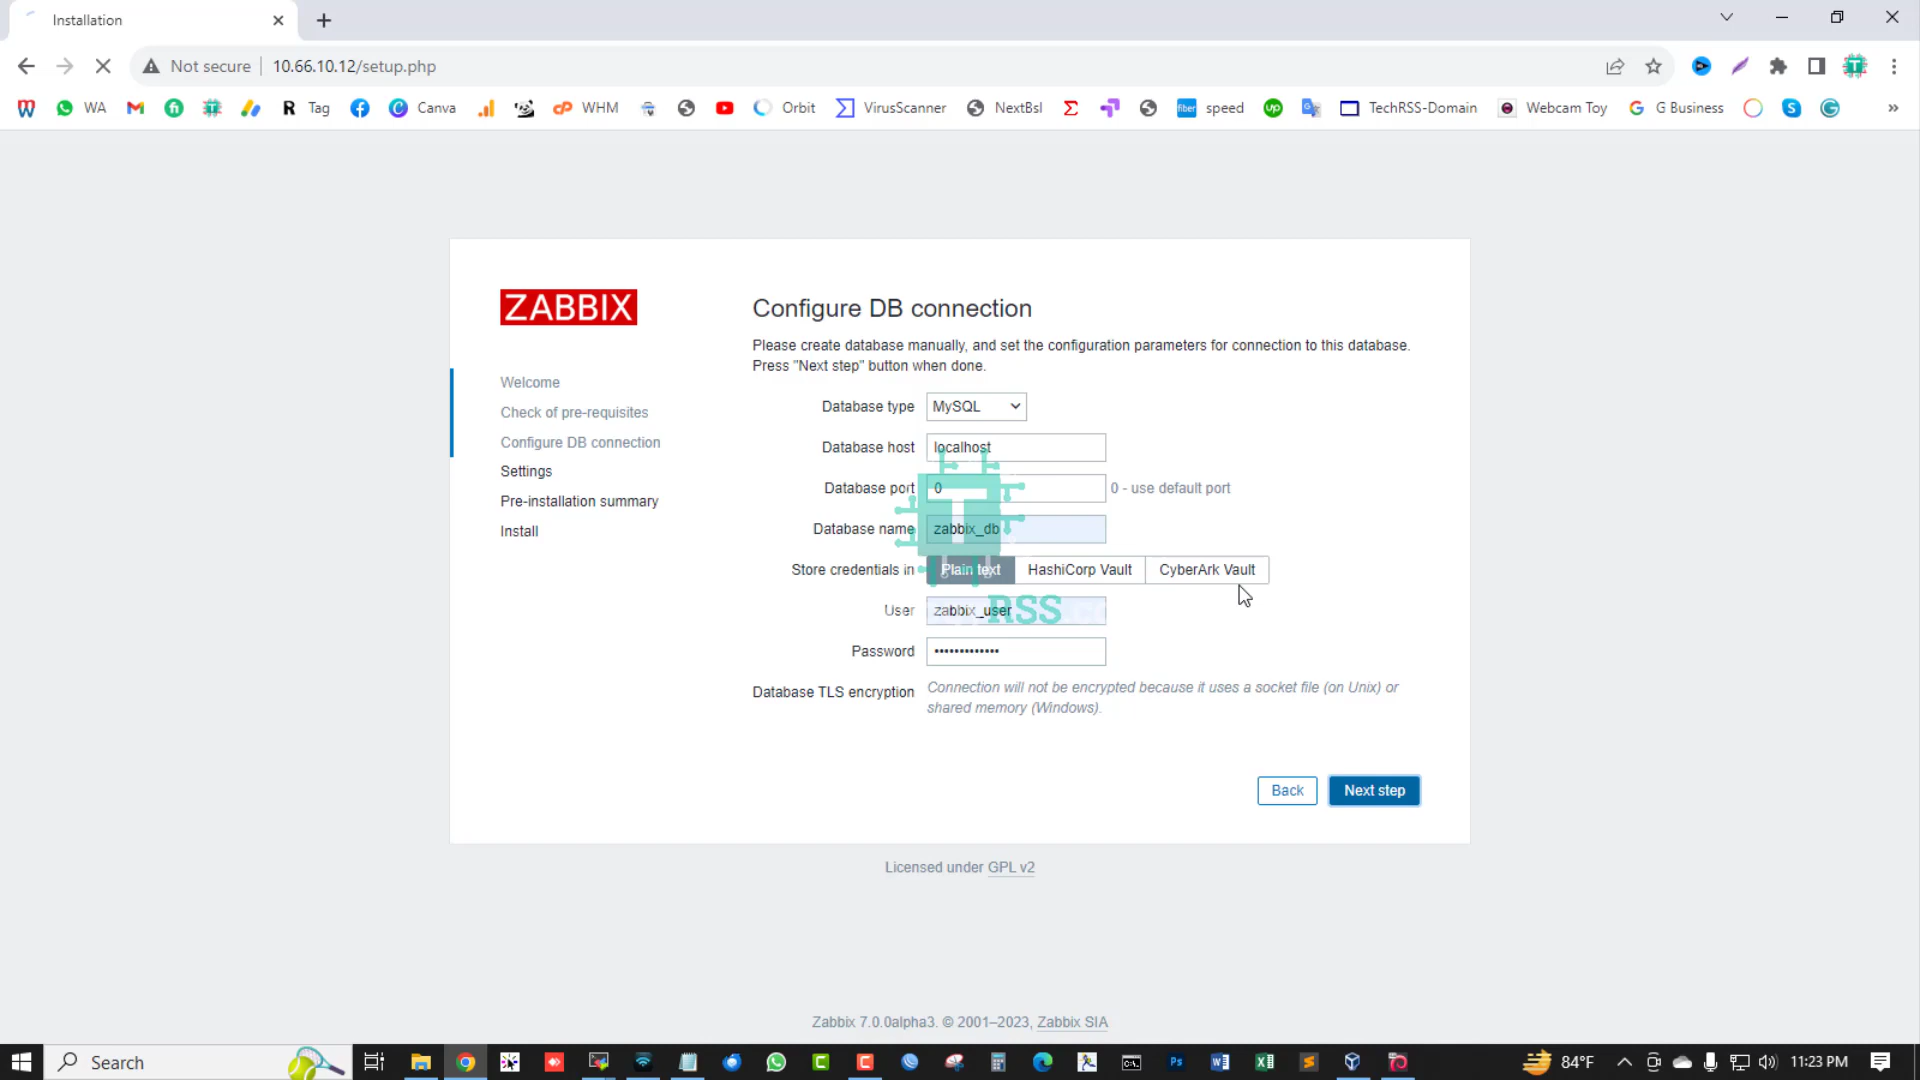 Installation
Not secure
10.66.10.12/setup.php
WA
Tag
Canva
WHM
Orbit
VirusScanner
NextBsl
speed
TechRSS-Domain
Webcam Toy
G Business
»
ZABBIX
Welcome
Check of pre-requisites
Configure DB connection
Settings
Pre-installation summary
Install
Configure DB connection
Please create database manually, and set the configuration parameters for connection to this database.
Press "Next step" button when done.
Database type MySQL
Database host localhost
Database port 0 0 - use default port
Database name zabbix_db
Store credentials in Plain text HashiCorp Vault CyberArk Vault
User zabbix_user
RSS
Password •••••••••••••
Database TLS encryption Connection will not be encrypted because it uses a socket file (on Unix) or
shared memory (Windows).
Back Next step
Licensed under GPL v2
Zabbix 7.0.0alpha3. © 2001–2023, Zabbix SIA
Search
84°F
11:23 PM